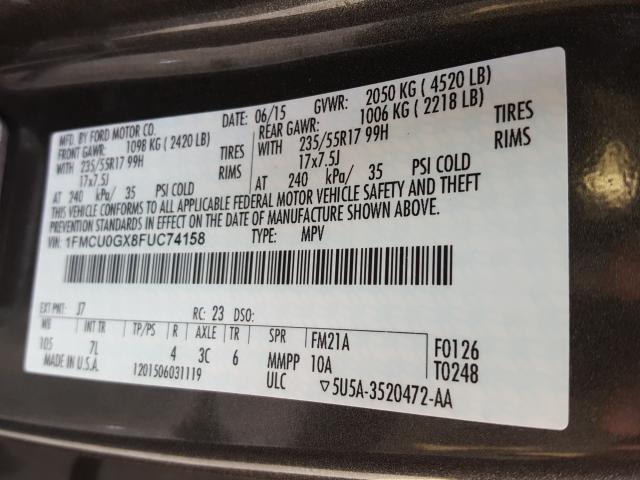 MFD. BY FORD MOTOR CO.
DATE: 06/15 GVWR: 2050 KG ( 4520 LB)
FRONT GAWR: 1098 KG ( 2420 LB)
REAR GAWR: 1006 KG ( 2218 LB)
WITH 235/55R17 99H TIRES
17x7.5J RIMS
AT 240 kPa/ 35 PSI COLD
WITH 235/55R17 99H TIRES
17x7.5J RIMS
AT 240 kPa/ 35 PSI COLD
THIS VEHICLE CONFORMS TO ALL APPLICABLE FEDERAL MOTOR VEHICLE SAFETY AND THEFT
PREVENTION STANDARDS IN EFFECT ON THE DATE OF MANUFACTURE SHOWN ABOVE.
VIN: 1FMCU0GX8FUC74158 TYPE: MPV
EXT PNT: J7 RC: 23 DSO:
WB INT TR TP/PS R AXLE TR SPR FM21A F0126
105 7L 4 3C 6 MMPP 10A T0248
MADE IN U.S.A. 1201506031119 ULC ▽5U5A-3520472-AA